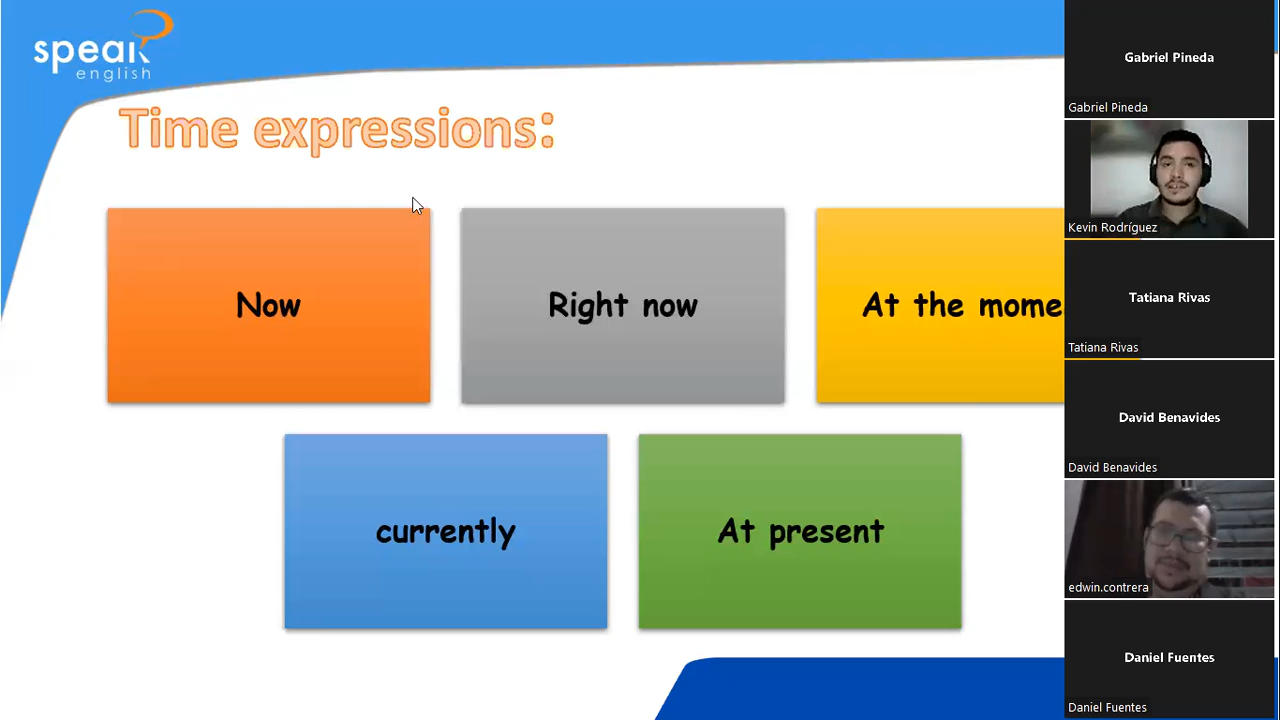 speak
english
Time expressions:
Now
Right now
At the mome
currently
At present
Gabriel Pineda
Gabriel Pineda
Kevin Rodríguez
Tatiana Rivas
Tatiana Rivas
David Benavides
David Benavides
edwin.contrera
Daniel Fuentes
Daniel Fuentes